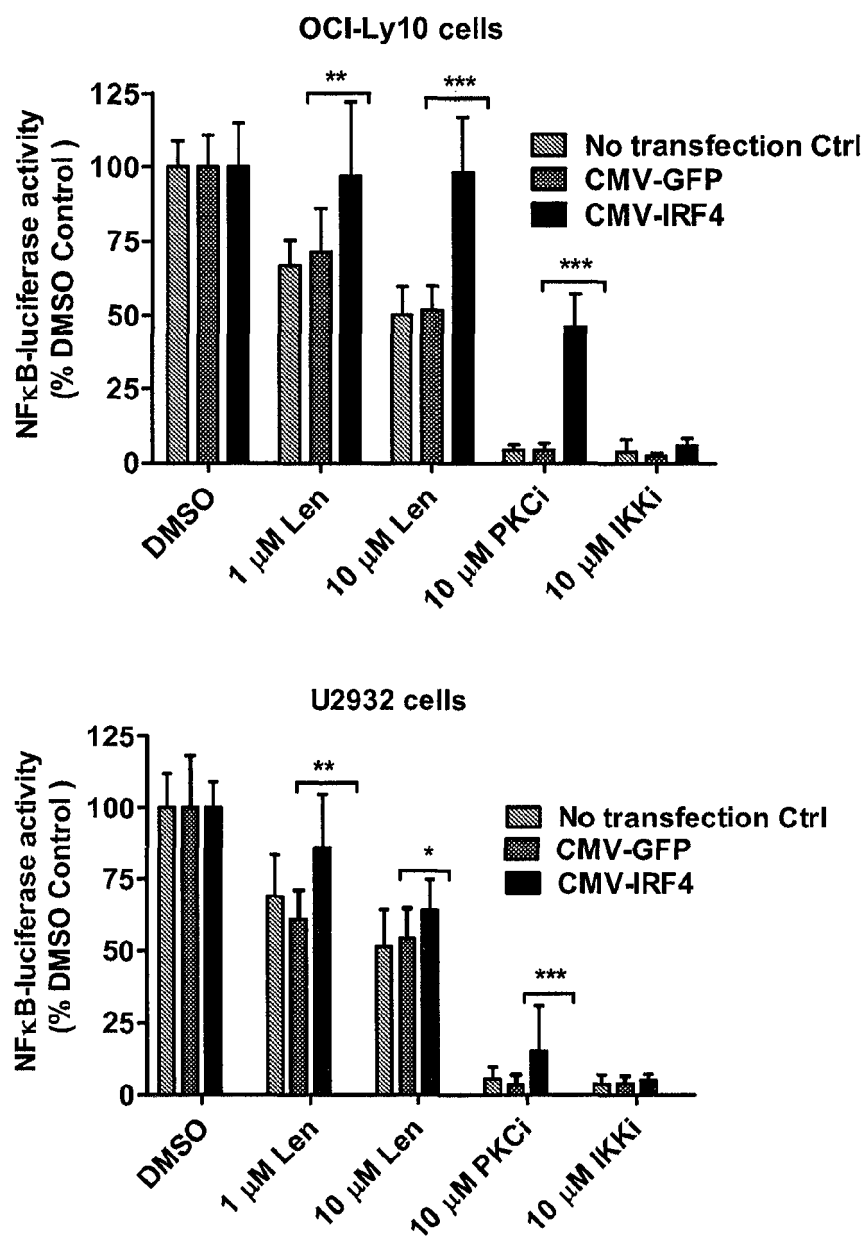 OCI-Ly10 cells
NFκB-luciferase activity
(% DMSO Control )
125
100
75
50
25
0
**
***
***
No transfection Ctrl
CMV-GFP
CMV-IRF4
DMSO
1 µM Len
10 µM Len
10 µM PKCi
10 µM IKKi
U2932 cells
NFκB-luciferase activity
(% DMSO Control )
125
100
75
50
25
0
**
*
***
No transfection Ctrl
CMV-GFP
CMV-IRF4
DMSO
1 µM Len
10 µM Len
10 µM PKCi
10 µM IKKi